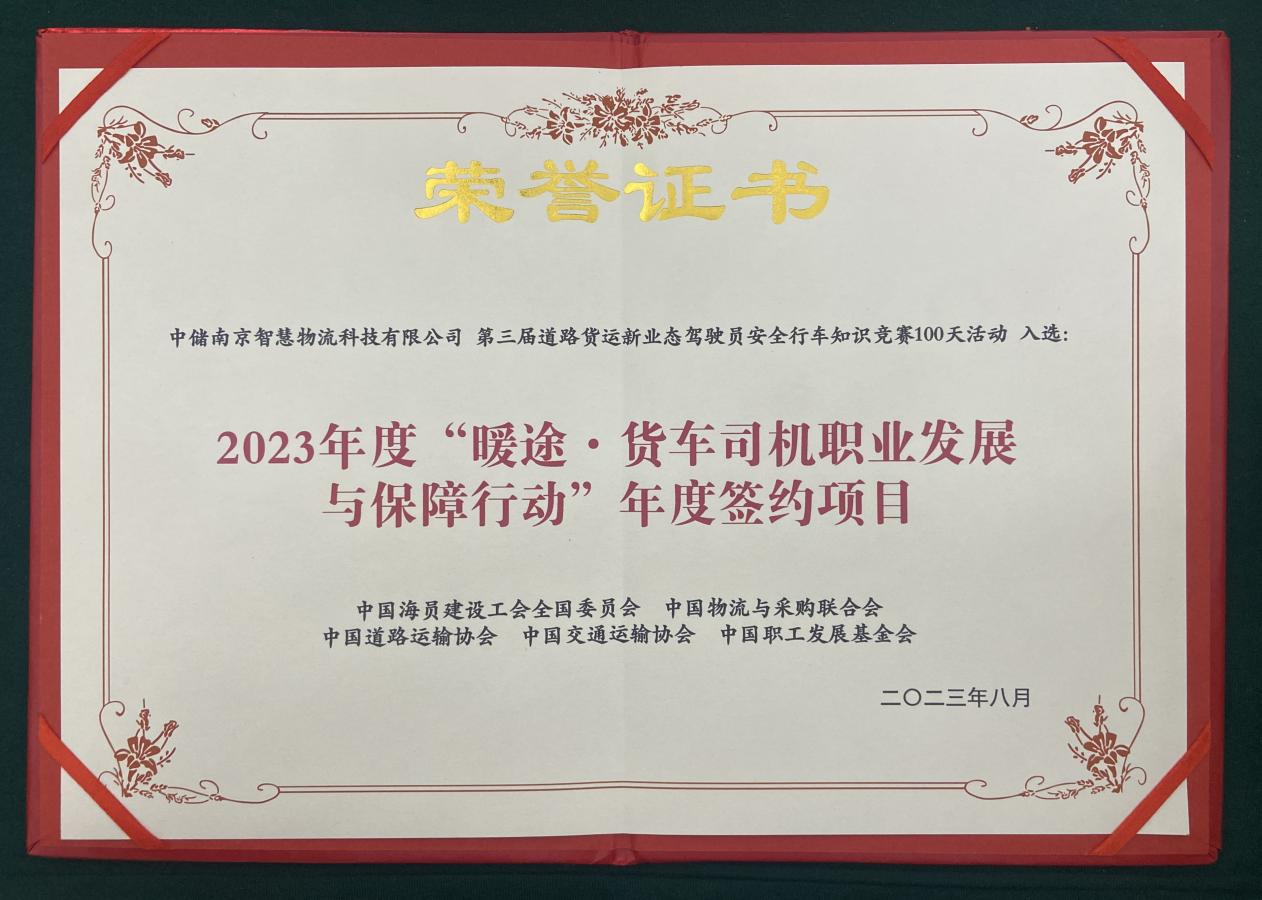 荣誉证书
中储南京智慧物流科技有限公司 第三届道路货运新业态驾驶员安全行车知识竞赛100天活动 入选：
2023年度“暖途·货车司机职业发展
与保障行动”年度签约项目
中国海员建设工会全国委员会 中国物流与采购联合会
中国道路运输协会 中国交通运输协会 中国职工发展基金会
二〇二三年八月